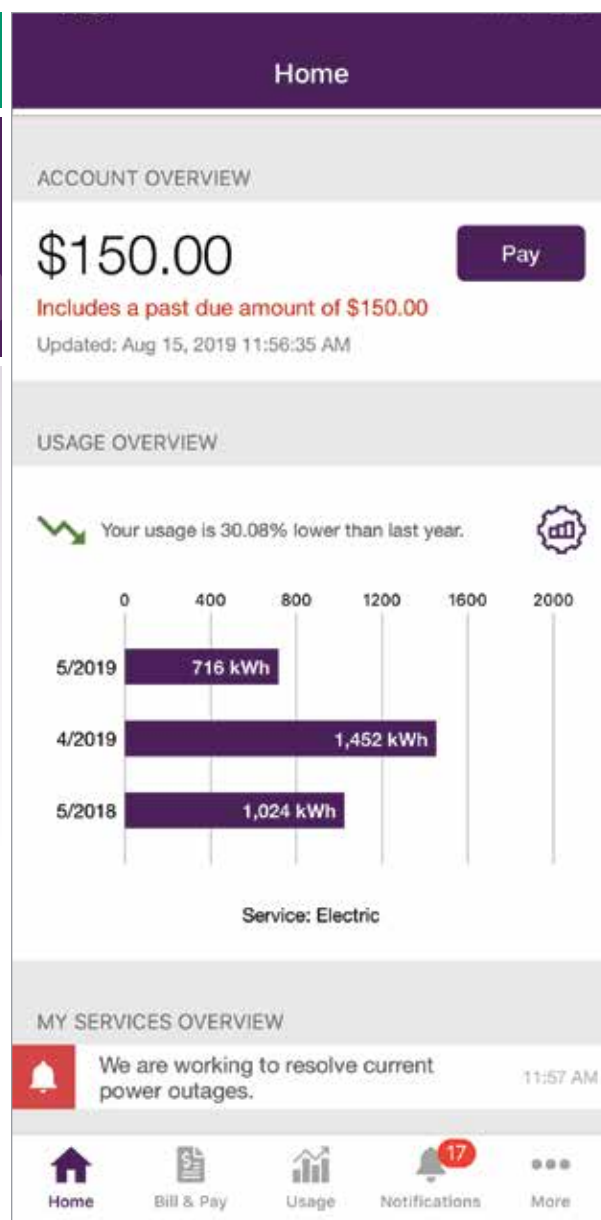 Home
ACCOUNT OVERVIEW
$150.00
Pay
Includes a past due amount of $150.00
Updated: Aug 15, 2019 11:56:35 AM
USAGE OVERVIEW
Your usage is 30.08% lower than last year.
0 400 800 1200 1600 2000
5/2019 716 kWh
4/2019 1,452 kWh
5/2018 1,024 kWh
Service: Electric
MY SERVICES OVERVIEW
We are working to resolve current
power outages.
11:57 AM
17
Home Bill & Pay Usage Notifications More